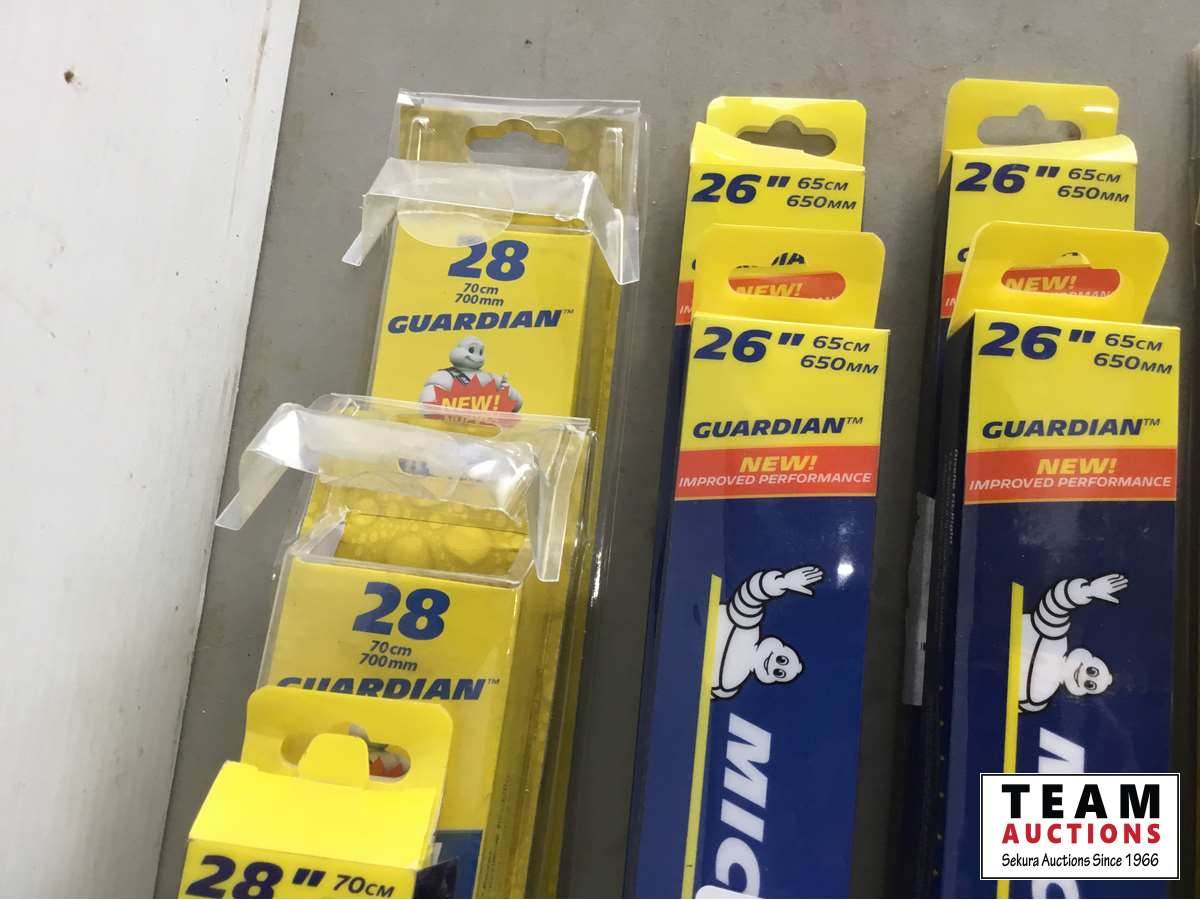 28
70cm
700mm
GUARDIAN™
NEW!
28
70cm
700mm
GUARDIAN™
28" 70CM
26" 65CM
650MM
NEW!
26" 65CM
650MM
GUARDIAN™
NEW!
IMPROVED PERFORMANCE
MIC
26" 65CM
650MM
NEW!
26" 65CM
650MM
GUARDIAN™
NEW!
IMPROVED PERFORMANCE
MIC
TEAM
AUCTIONS
Sekura Auctions Since 1966